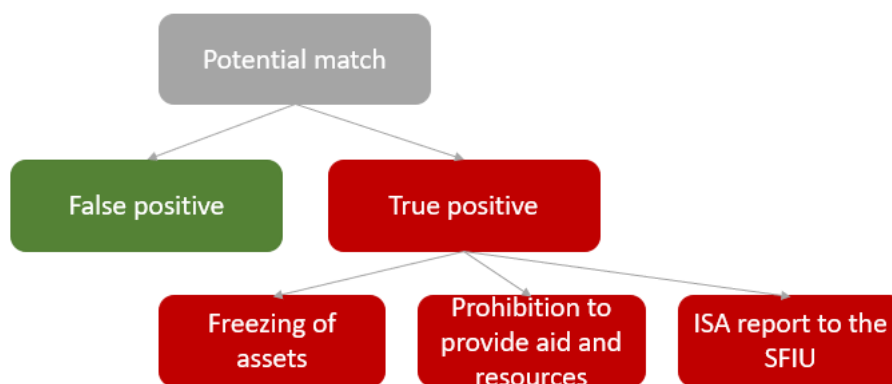 Potential match
False positive
True positive
Freezing of
assets
Prohibition to
provide aid and
resources
ISA report to the
SFIU